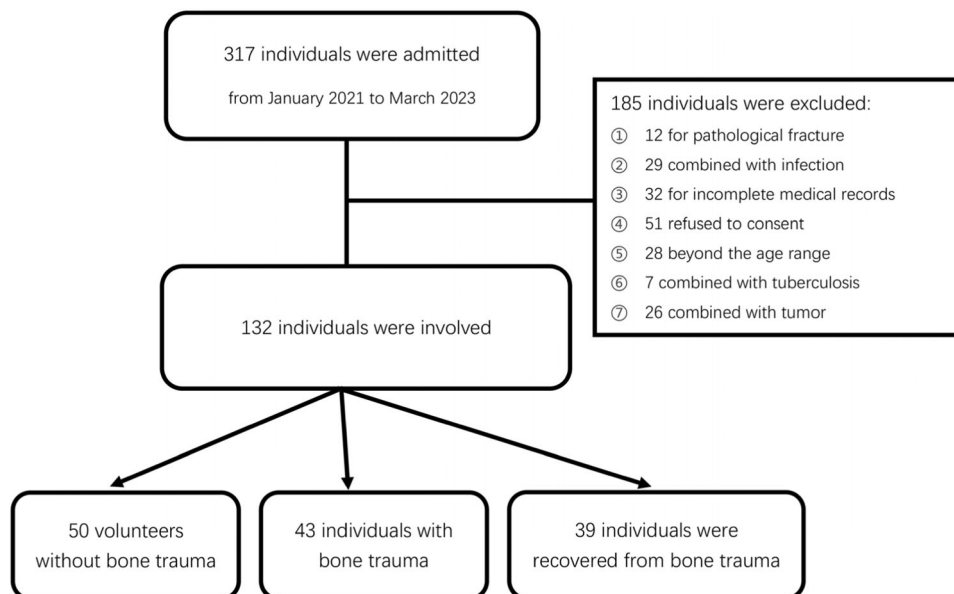 317 individuals were admitted
from January 2021 to March 2023
185 individuals were excluded:
① 12 for pathological fracture
② 29 combined with infection
③ 32 for incomplete medical records
④ 51 refused to consent
⑤ 28 beyond the age range
⑥ 7 combined with tuberculosis
⑦ 26 combined with tumor
132 individuals were involved
50 volunteers
without bone trauma
43 individuals with
bone trauma
39 individuals were
recovered from bone trauma